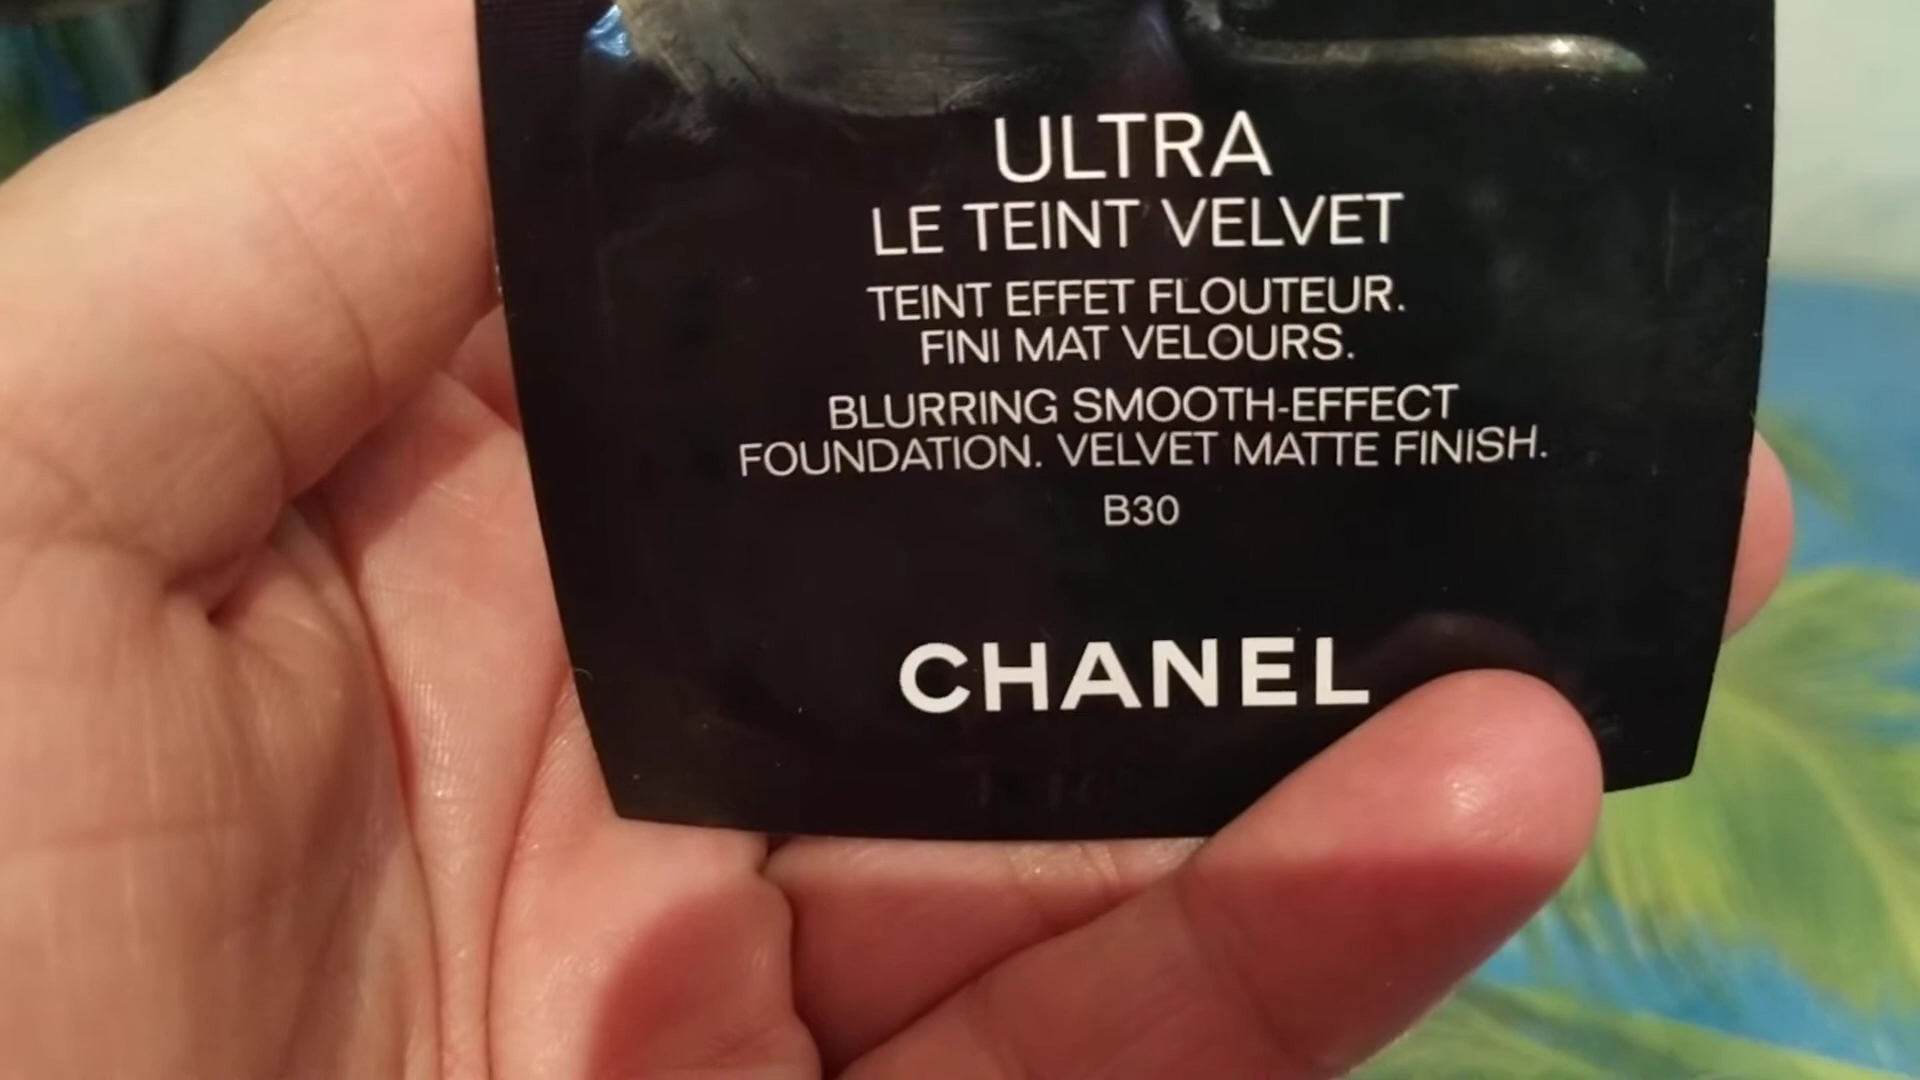 ULTRA
LE TEINT VELVET
TEINT EFFET FLOUTEUR.
FINI MAT VELOURS.
BLURRING SMOOTH-EFFECT
FOUNDATION. VELVET MATTE FINISH.
B30
CHANEL